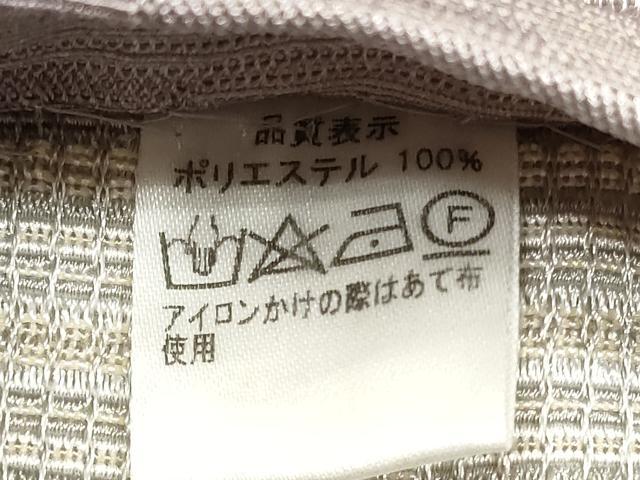 品質表示
ポリエステル 100%
F
アイロンかけの際はあて布
使用